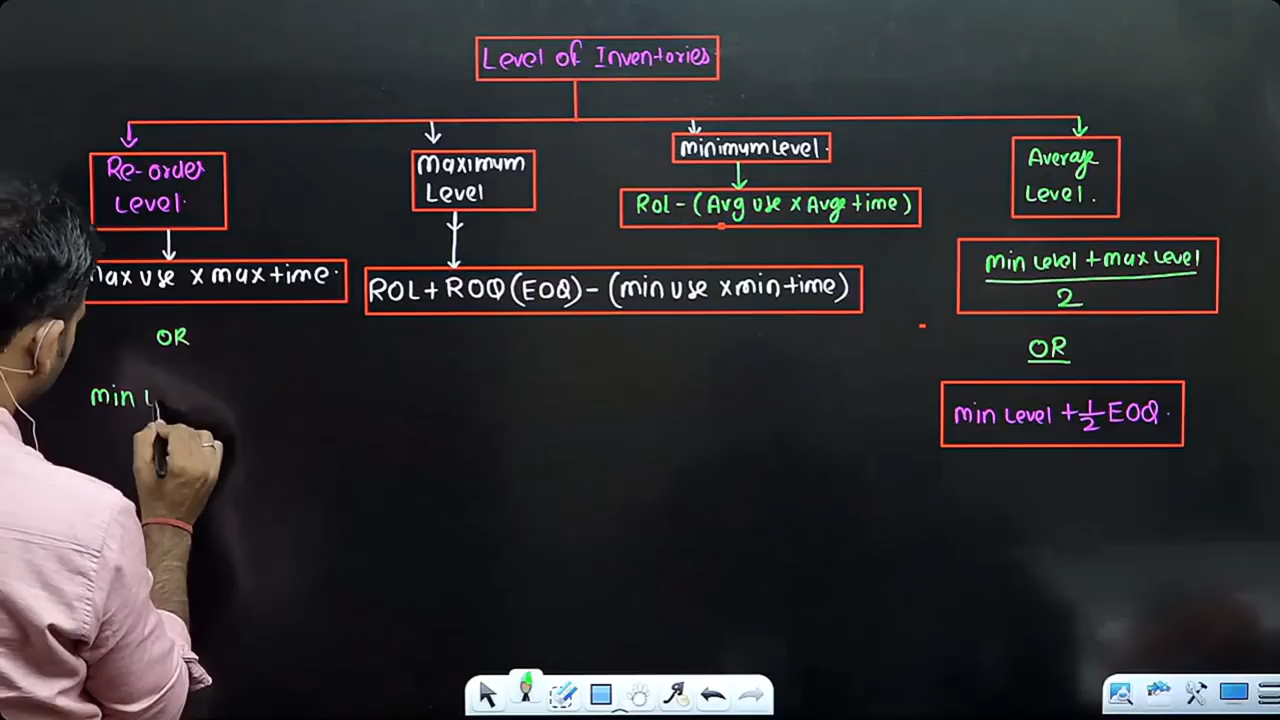 Level of Inventories
Re-order
Level.
Maximum
Level
minimum Level.
Average
Level.
Rol - (Avg use x Avge time)
max use x max time.
ROL + ROQ (EOQ) - (min use x min time)
min Level + max Level
2
OR
OR
min
min Level + 1/2 EOQ.